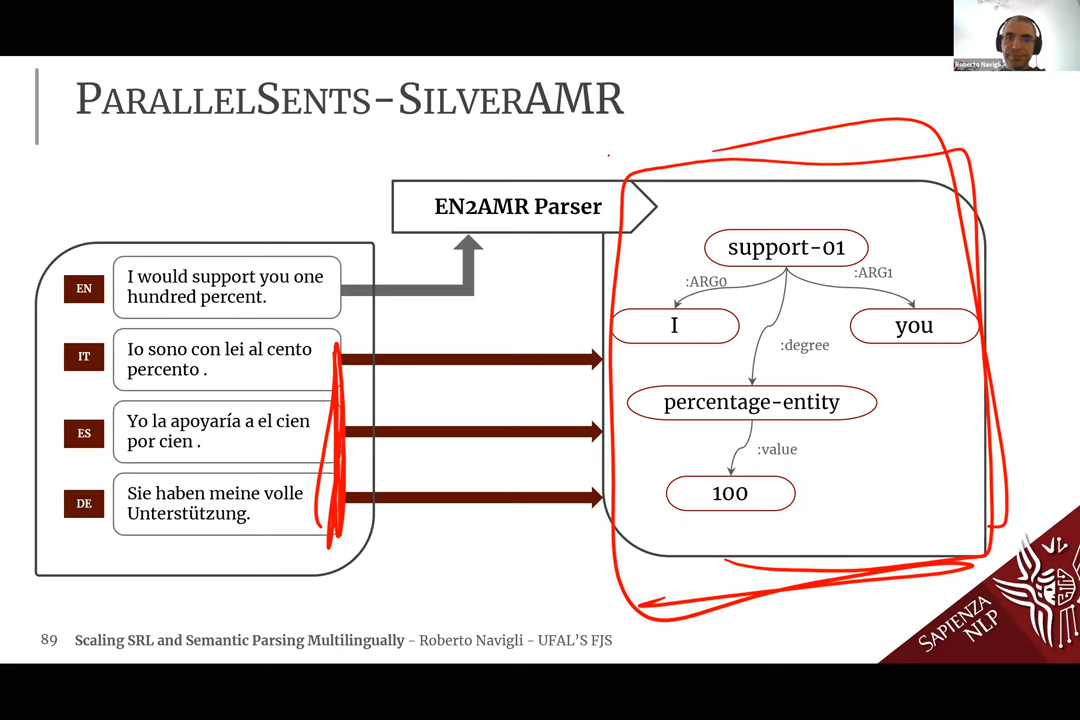 Roberto Navigli
PARALLELSENTS-SILVERAMR
EN2AMR Parser
EN
I would support you one
hundred percent.
IT
Io sono con lei al cento
percento .
ES
Yo la apoyaría a el cien
por cien .
DE
Sie haben meine volle
Unterstützung.
support-01
:ARG0
:ARG1
I
you
:degree
percentage-entity
:value
100
89 Scaling SRL and Semantic Parsing Multilingually - Roberto Navigli - UFAL'S FJS
SAPIENZA
NLP